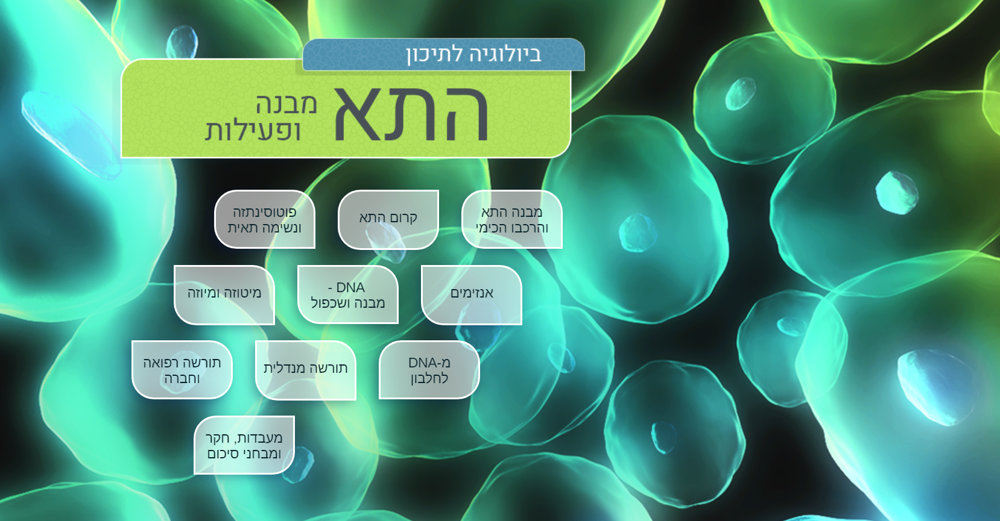 ביולוגיה לתיכון
התא
מבנה
ופעילות
מבנה התא
והרכבו הכימי
קרום התא
פוטוסינתזה
ונשימה תאית
אנזימים
DNA -
מבנה ושכפול
מיטוזה ומיוזה
מ-DNA
לחלבון
תורשה מנדלית
תורשה רפואה
וחברה
מעבדות, חקר
ומבחני סיכום